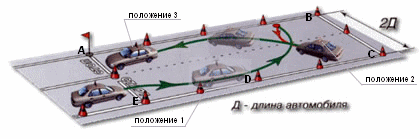 положение 3
B
2Д
A
C
D
положение 2
E
Д - длина автомобиля
положение 1